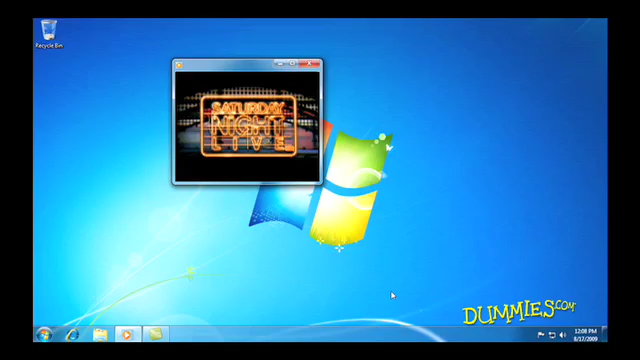 Recycle Bin
SATURDAY
NIGHT
LIVE
DUMMIES.COM
12:08 PM
8/17/2009